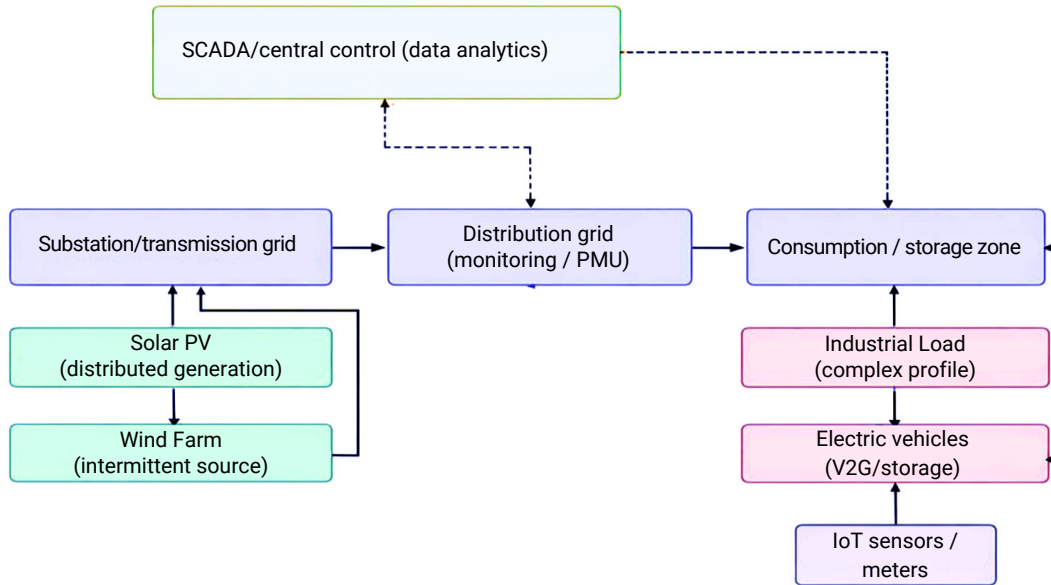 SCADA/central control (data analytics)
Substation/transmission grid
Distribution grid
(monitoring / PMU)
Consumption / storage zone
Solar PV
(distributed generation)
Industrial Load
(complex profile)
Wind Farm
(intermittent source)
Electric vehicles
(V2G/storage)
IoT sensors /
meters